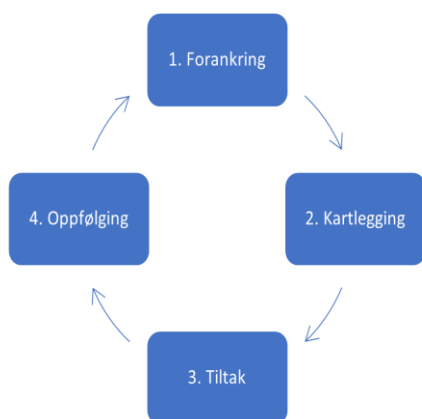 1. Forankring
2. Kartlegging
3. Tiltak
4. Oppfølging